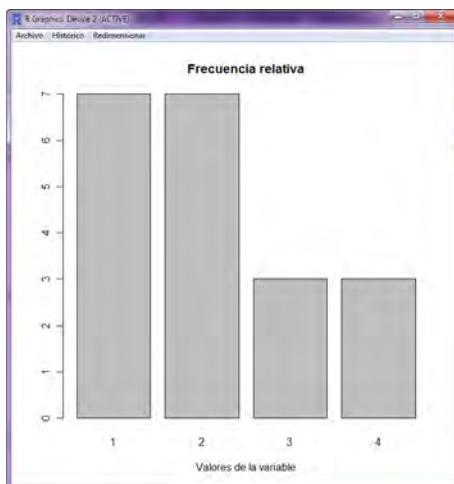 R Graphics: Device 2 (ACTIVE)
Archivo Histórico Redimensionar
Frecuencia relativa
7
6
5
4
3
2
1
0
1 2 3 4
Valores de la variable